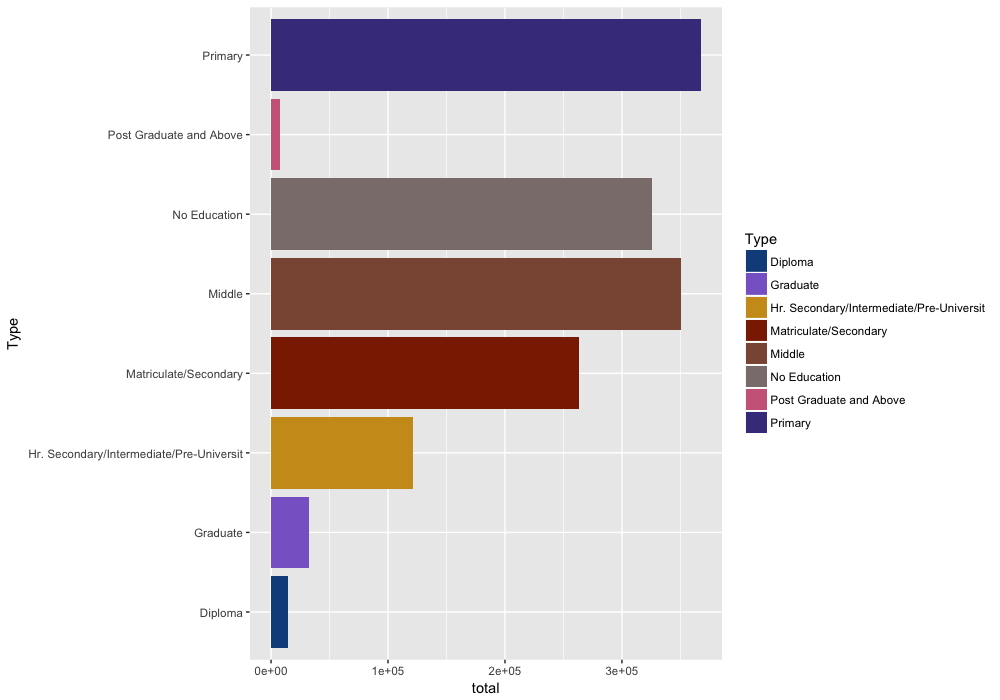 Type
Primary
Post Graduate and Above
No Education
Middle
Matriculate/Secondary
Hr. Secondary/Intermediate/Pre-Universit
Graduate
Diploma
0e+00 1e+05 2e+05 3e+05
total
Type
Diploma
Graduate
Hr. Secondary/Intermediate/Pre-Universit
Matriculate/Secondary
Middle
No Education
Post Graduate and Above
Primary